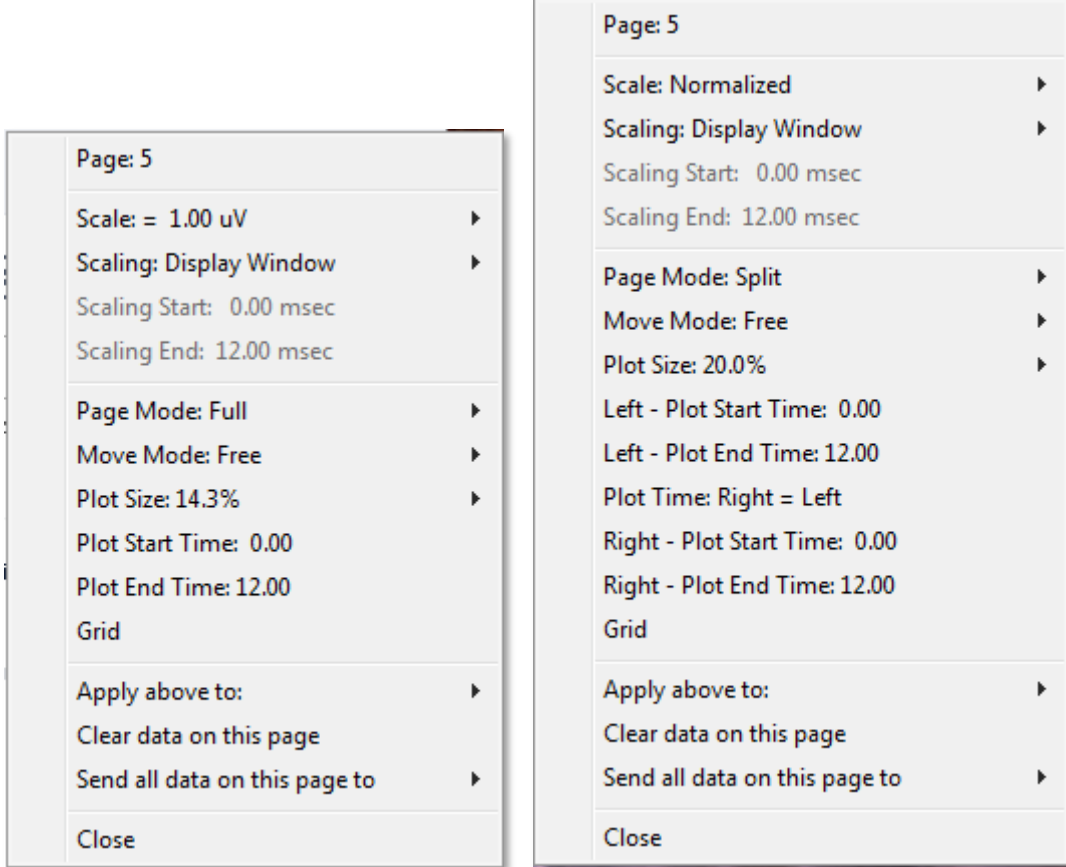 Page: 5
Scale: = 1.00 uV
Scaling: Display Window
Scaling Start: 0.00 msec
Scaling End: 12.00 msec
Page Mode: Full
Move Mode: Free
Plot Size: 14.3%
Plot Start Time: 0.00
Plot End Time: 12.00
Grid
Apply above to:
Clear data on this page
Send all data on this page to
Close
Page: 5
Scale: Normalized
Scaling: Display Window
Scaling Start: 0.00 msec
Scaling End: 12.00 msec
Page Mode: Split
Move Mode: Free
Plot Size: 20.0%
Left - Plot Start Time: 0.00
Left - Plot End Time: 12.00
Plot Time: Right = Left
Right - Plot Start Time: 0.00
Right - Plot End Time: 12.00
Grid
Apply above to:
Clear data on this page
Send all data on this page to
Close